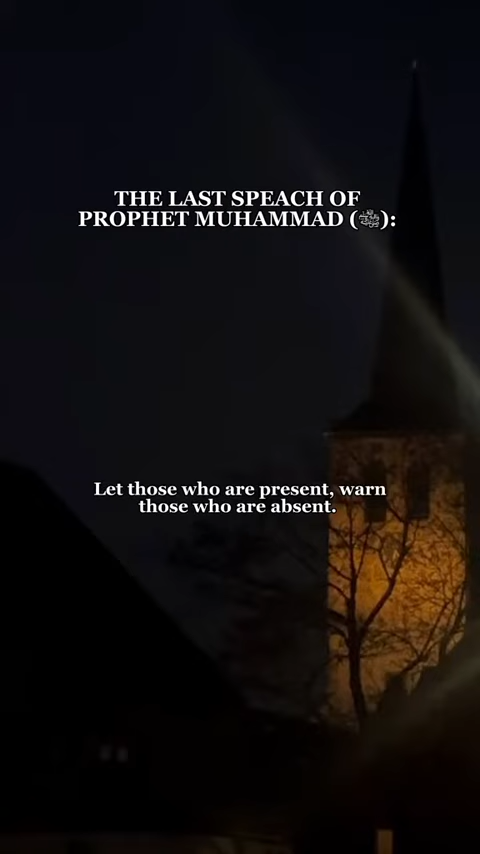 THE LAST SPEACH OF
PROPHET MUHAMMAD (ﷺ):
Let those who are present, warn
those who are absent.